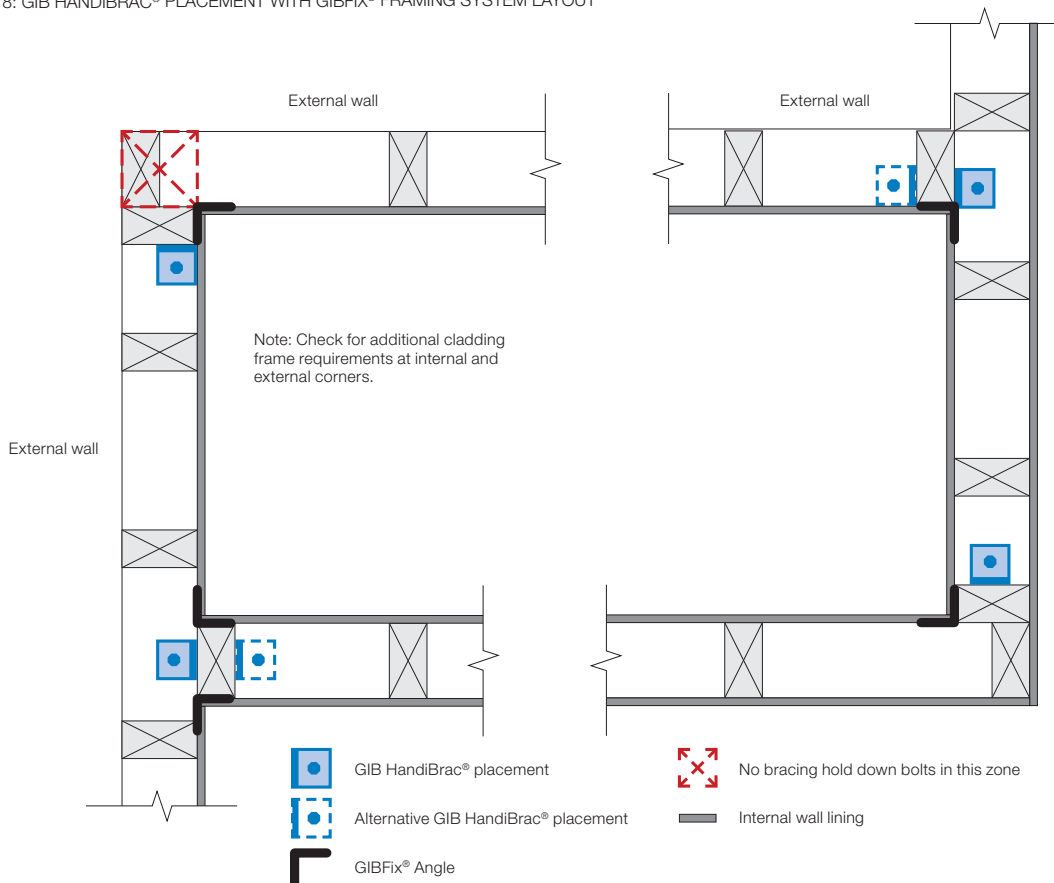 8: GIB HANDIBRAC® PLACEMENT WITH GIBFIX® FRAMING SYSTEM LAYOUT
External wall
External wall
Note: Check for additional cladding
frame requirements at internal and
external corners.
External wall
GIB HandiBrac® placement
No bracing hold down bolts in this zone
Alternative GIB HandiBrac® placement
Internal wall lining
GIBFix® Angle